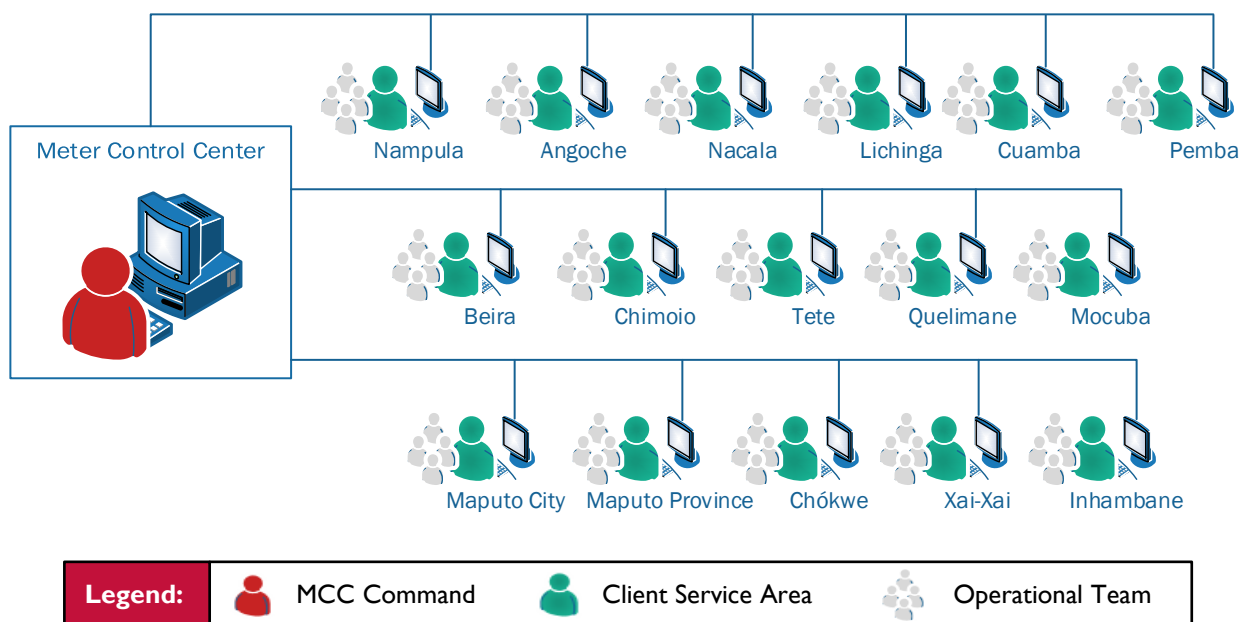 Nampula Angoche Nacala Lichinga Cuamba Pemba
Meter Control Center
Beira Chimoio Tete Quelimane Mocuba
Maputo City Maputo Province Chókwe Xai-Xai Inhambane
Legend: MCC Command Client Service Area Operational Team